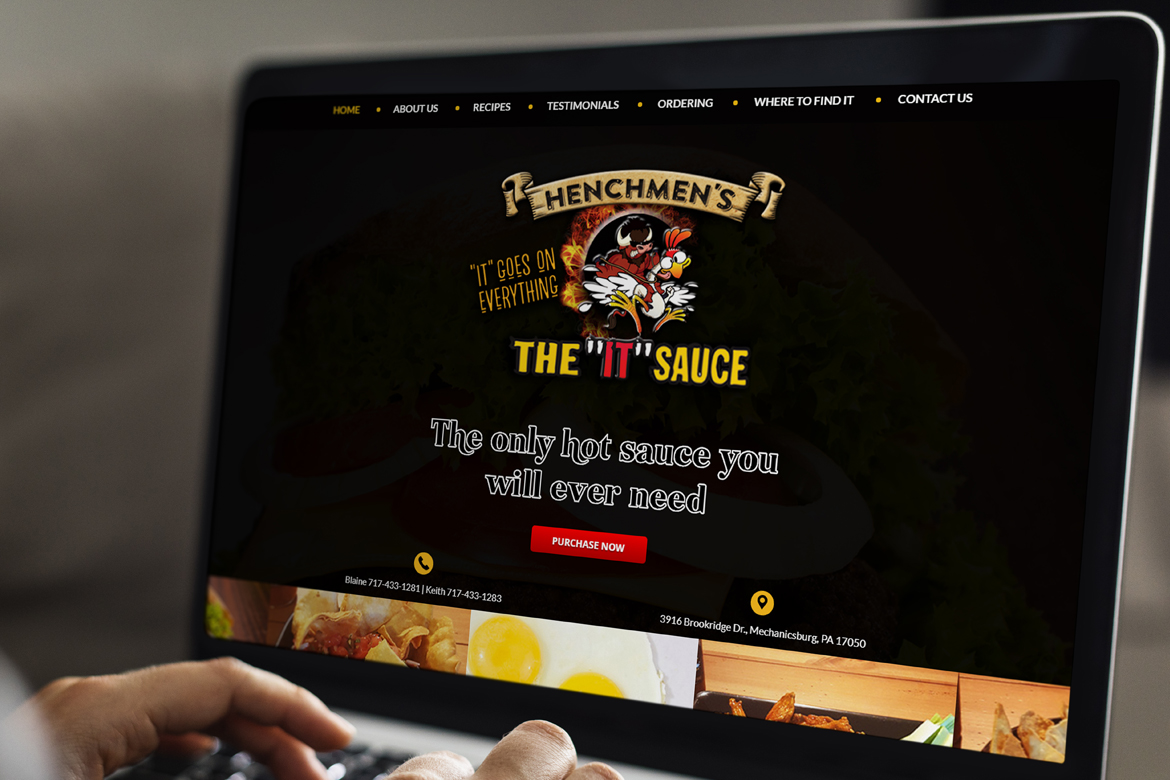 HOME • ABOUT US • RECIPES • TESTIMONIALS • ORDERING • WHERE TO FIND IT • CONTACT US
HENCHMEN'S
"IT" GOES ON
EVERYTHING
THE "IT" SAUCE
The only hot sauce you
will ever need
PURCHASE NOW
Blaine 717-433-1281 | Keith 717-433-1283
3916 Brookridge Dr., Mechanicsburg, PA 17050